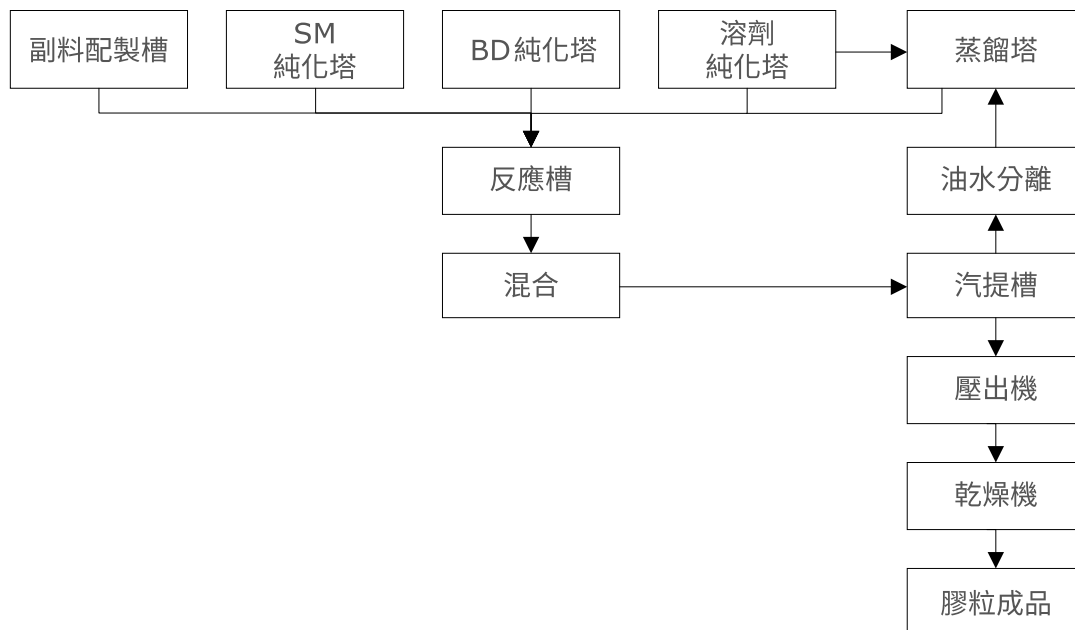 副料配製槽
SM
純化塔
BD純化塔
溶劑
純化塔
蒸餾塔
反應槽
油水分離
混合
汽提槽
壓出機
乾燥機
膠粒成品